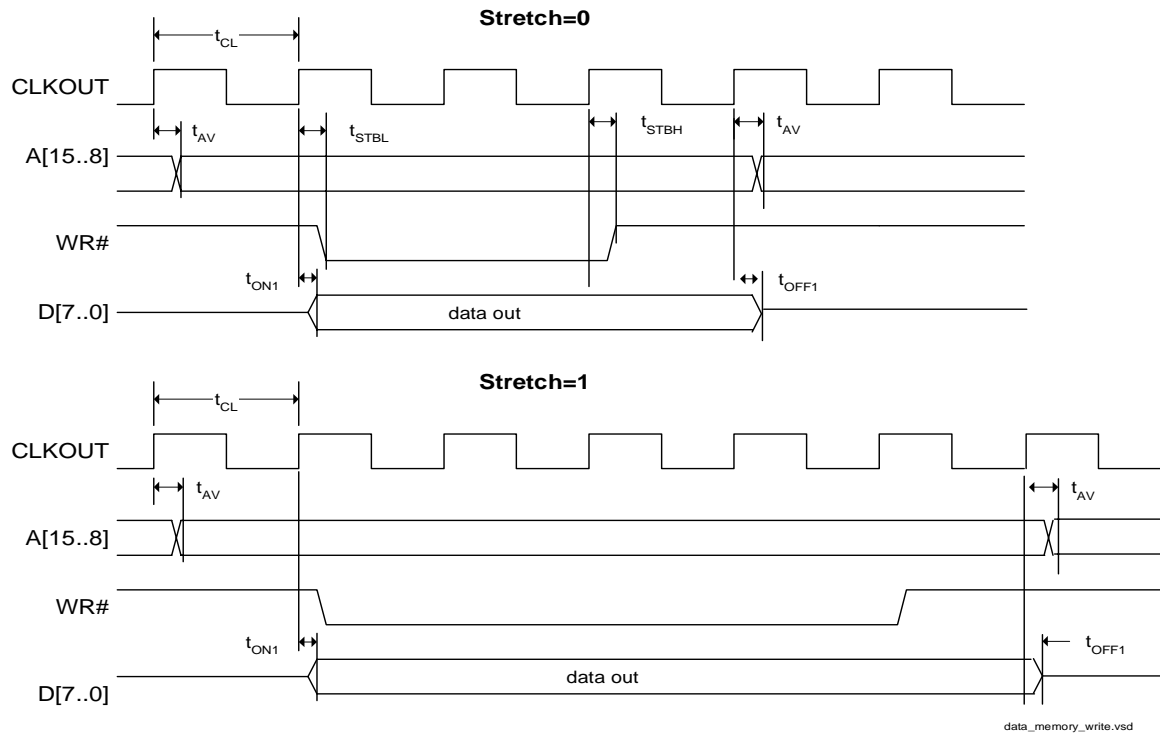 Stretch=0
tCL
CLKOUT
tAV
tSTBL
tSTBH
tAV
A[15..8]
WR#
tON1
tOFF1
D[7..0]
data out
Stretch=1
tCL
CLKOUT
tAV
tAV
A[15..8]
WR#
tON1
tOFF1
data out
D[7..0]
data_memory_write.vsd